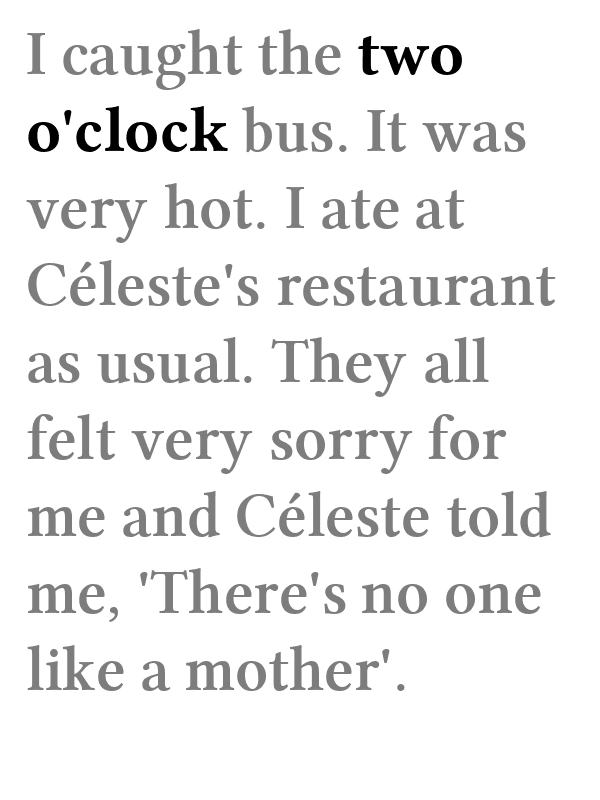 I caught the two
o'clock bus. It was
very hot. I ate at
Céleste's restaurant
as usual. They all
felt very sorry for
me and Céleste told
me, 'There's no one
like a mother'.